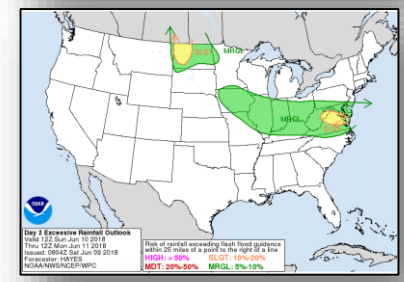 SLGT
MRGL
MRGL
SLGT
noaa
Day 2 Excessive Rainfall Outlook
Valid 12Z Sun Jun 10 2018
Thru 12Z Mon Jun 11 2018
Issued: 0804Z Sat Jun 09 2018
Forecaster: HAYES
NOAA/NWS/NCEP/WPC
Risk of rainfall exceeding flash flood guidance
within 25 miles of a point to the right of a line
HIGH: > 50% SLGT: 10%-20%
MDT: 20%-50% MRGL: 5%-10%